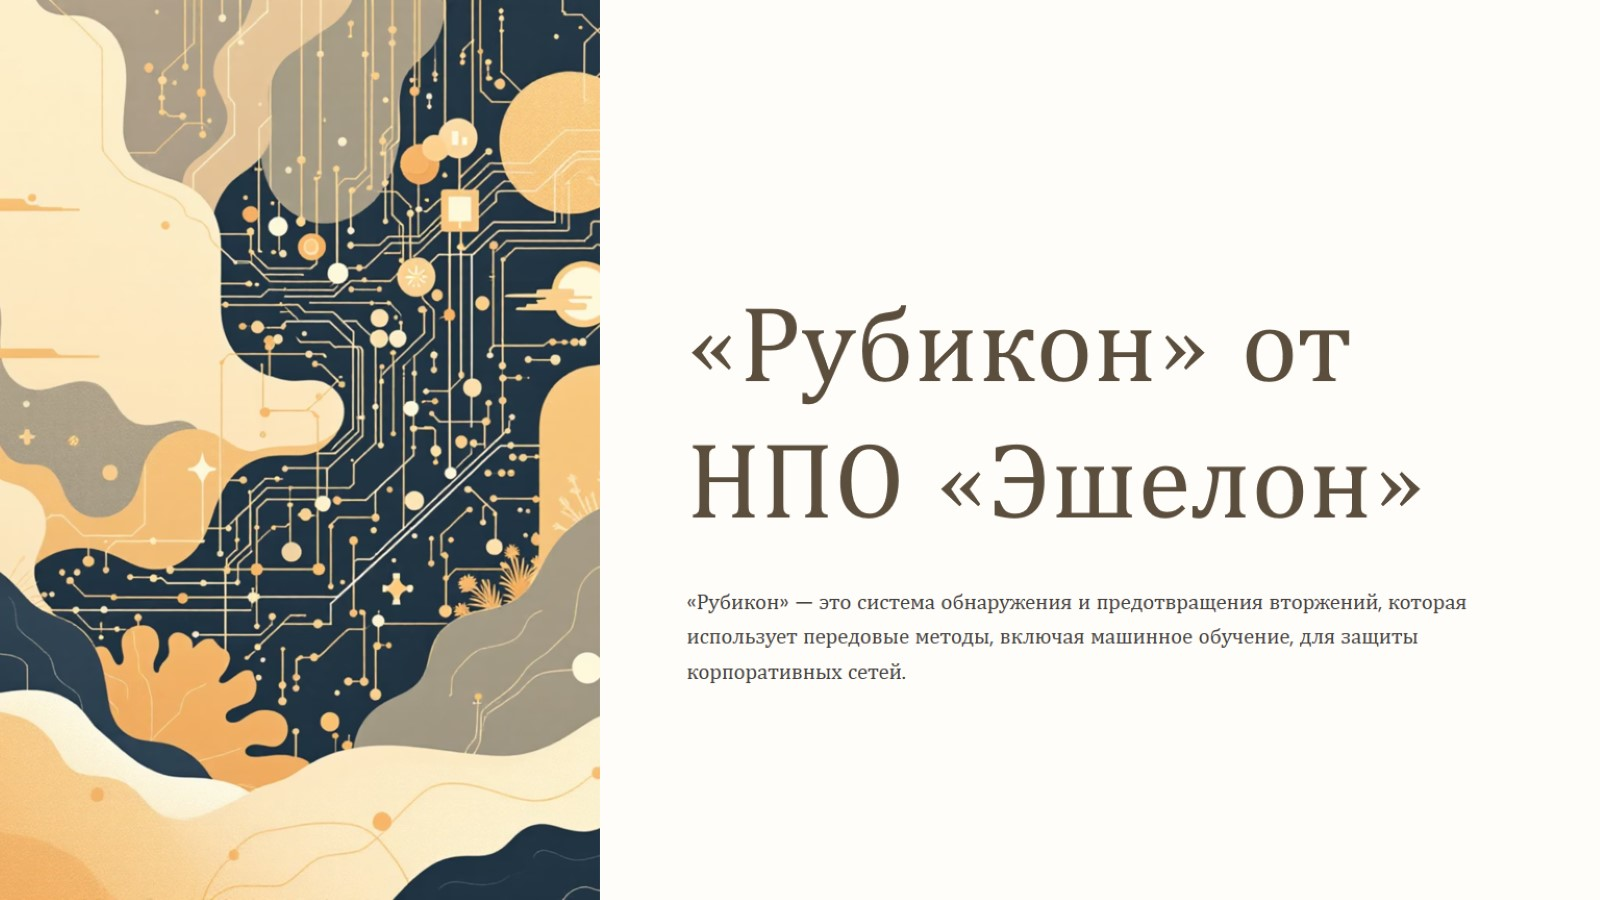 «Рубикон» от
НПО «Эшелон»
«Рубикон» — это система обнаружения и предотвращения вторжений, которая
использует передовые методы, включая машинное обучение, для защиты
корпоративных сетей.